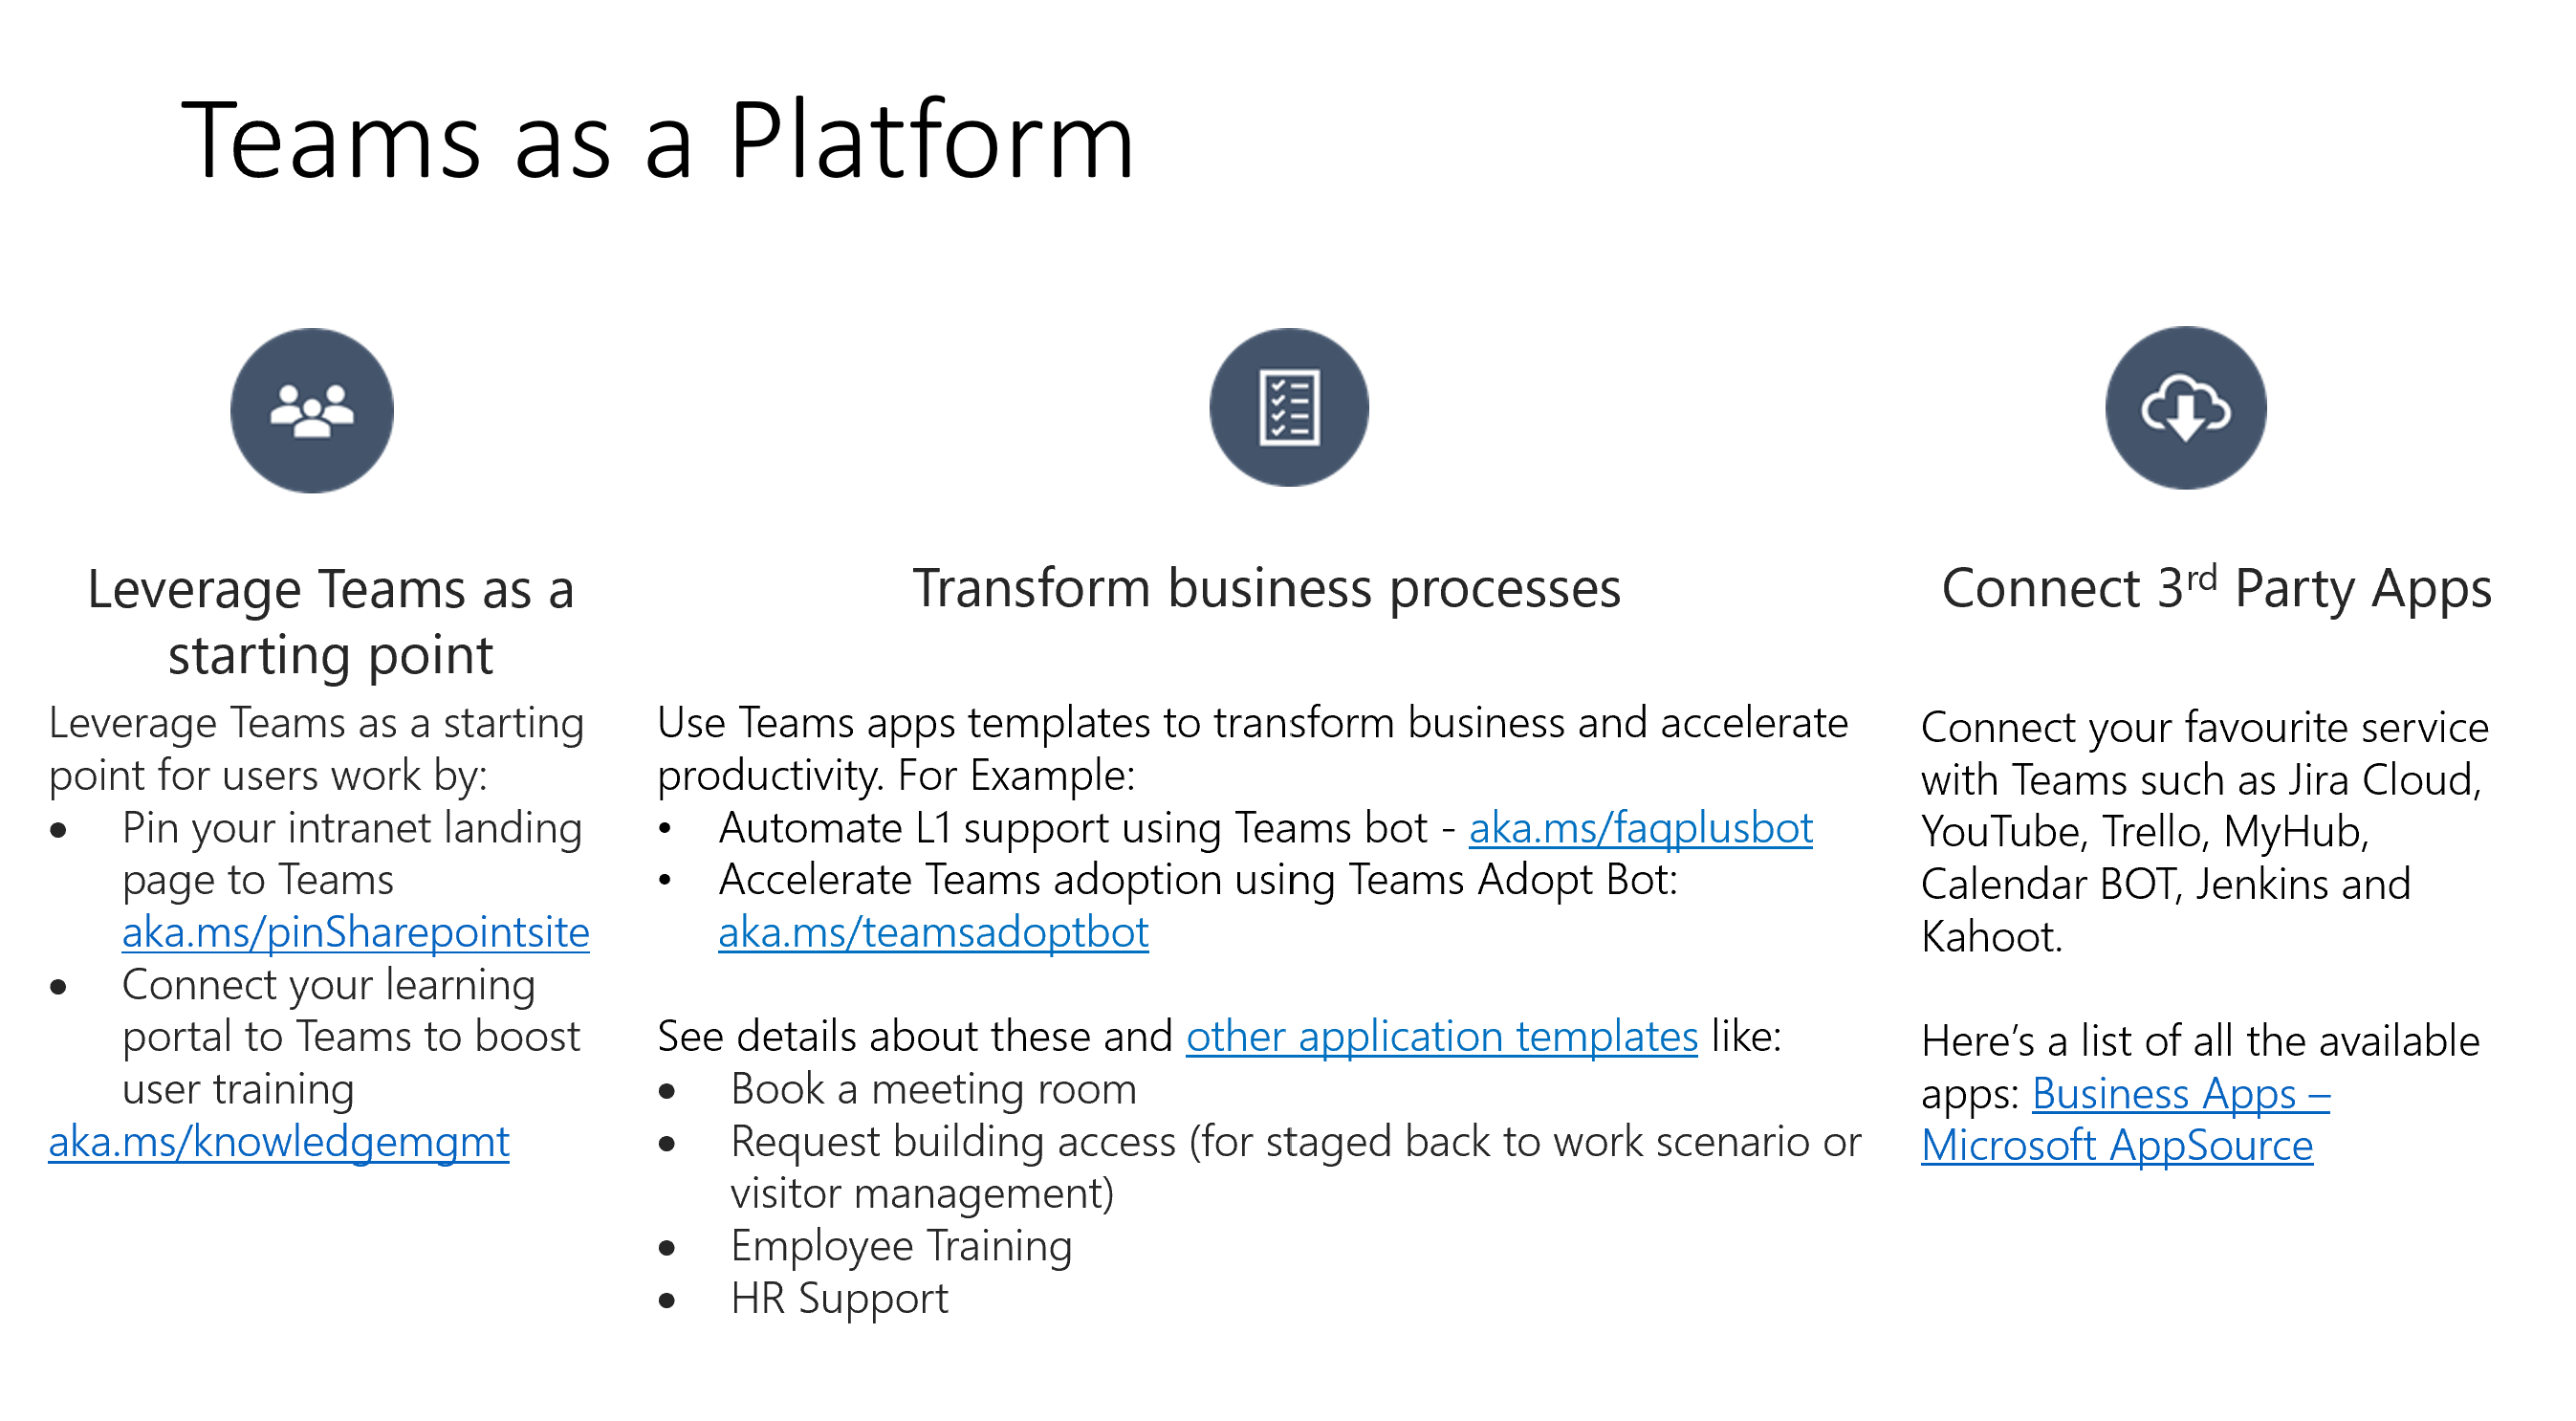 Teams as a Platform
Leverage Teams as a
starting point
Leverage Teams as a starting
point for users work by:
• Pin your intranet landing
page to Teams
aka.ms/pinSharepointsite
• Connect your learning
portal to Teams to boost
user training
aka.ms/knowledgemgmt
Transform business processes
Use Teams apps templates to transform business and accelerate
productivity. For Example:
• Automate L1 support using Teams bot - aka.ms/faqplusbot
• Accelerate Teams adoption using Teams Adopt Bot:
aka.ms/teamsadoptbot
See details about these and other application templates like:
• Book a meeting room
• Request building access (for staged back to work scenario or
visitor management)
• Employee Training
• HR Support
Connect 3rd Party Apps
Connect your favourite service
with Teams such as Jira Cloud,
YouTube, Trello, MyHub,
Calendar BOT, Jenkins and
Kahoot.
Here’s a list of all the available
apps: Business Apps –
Microsoft AppSource